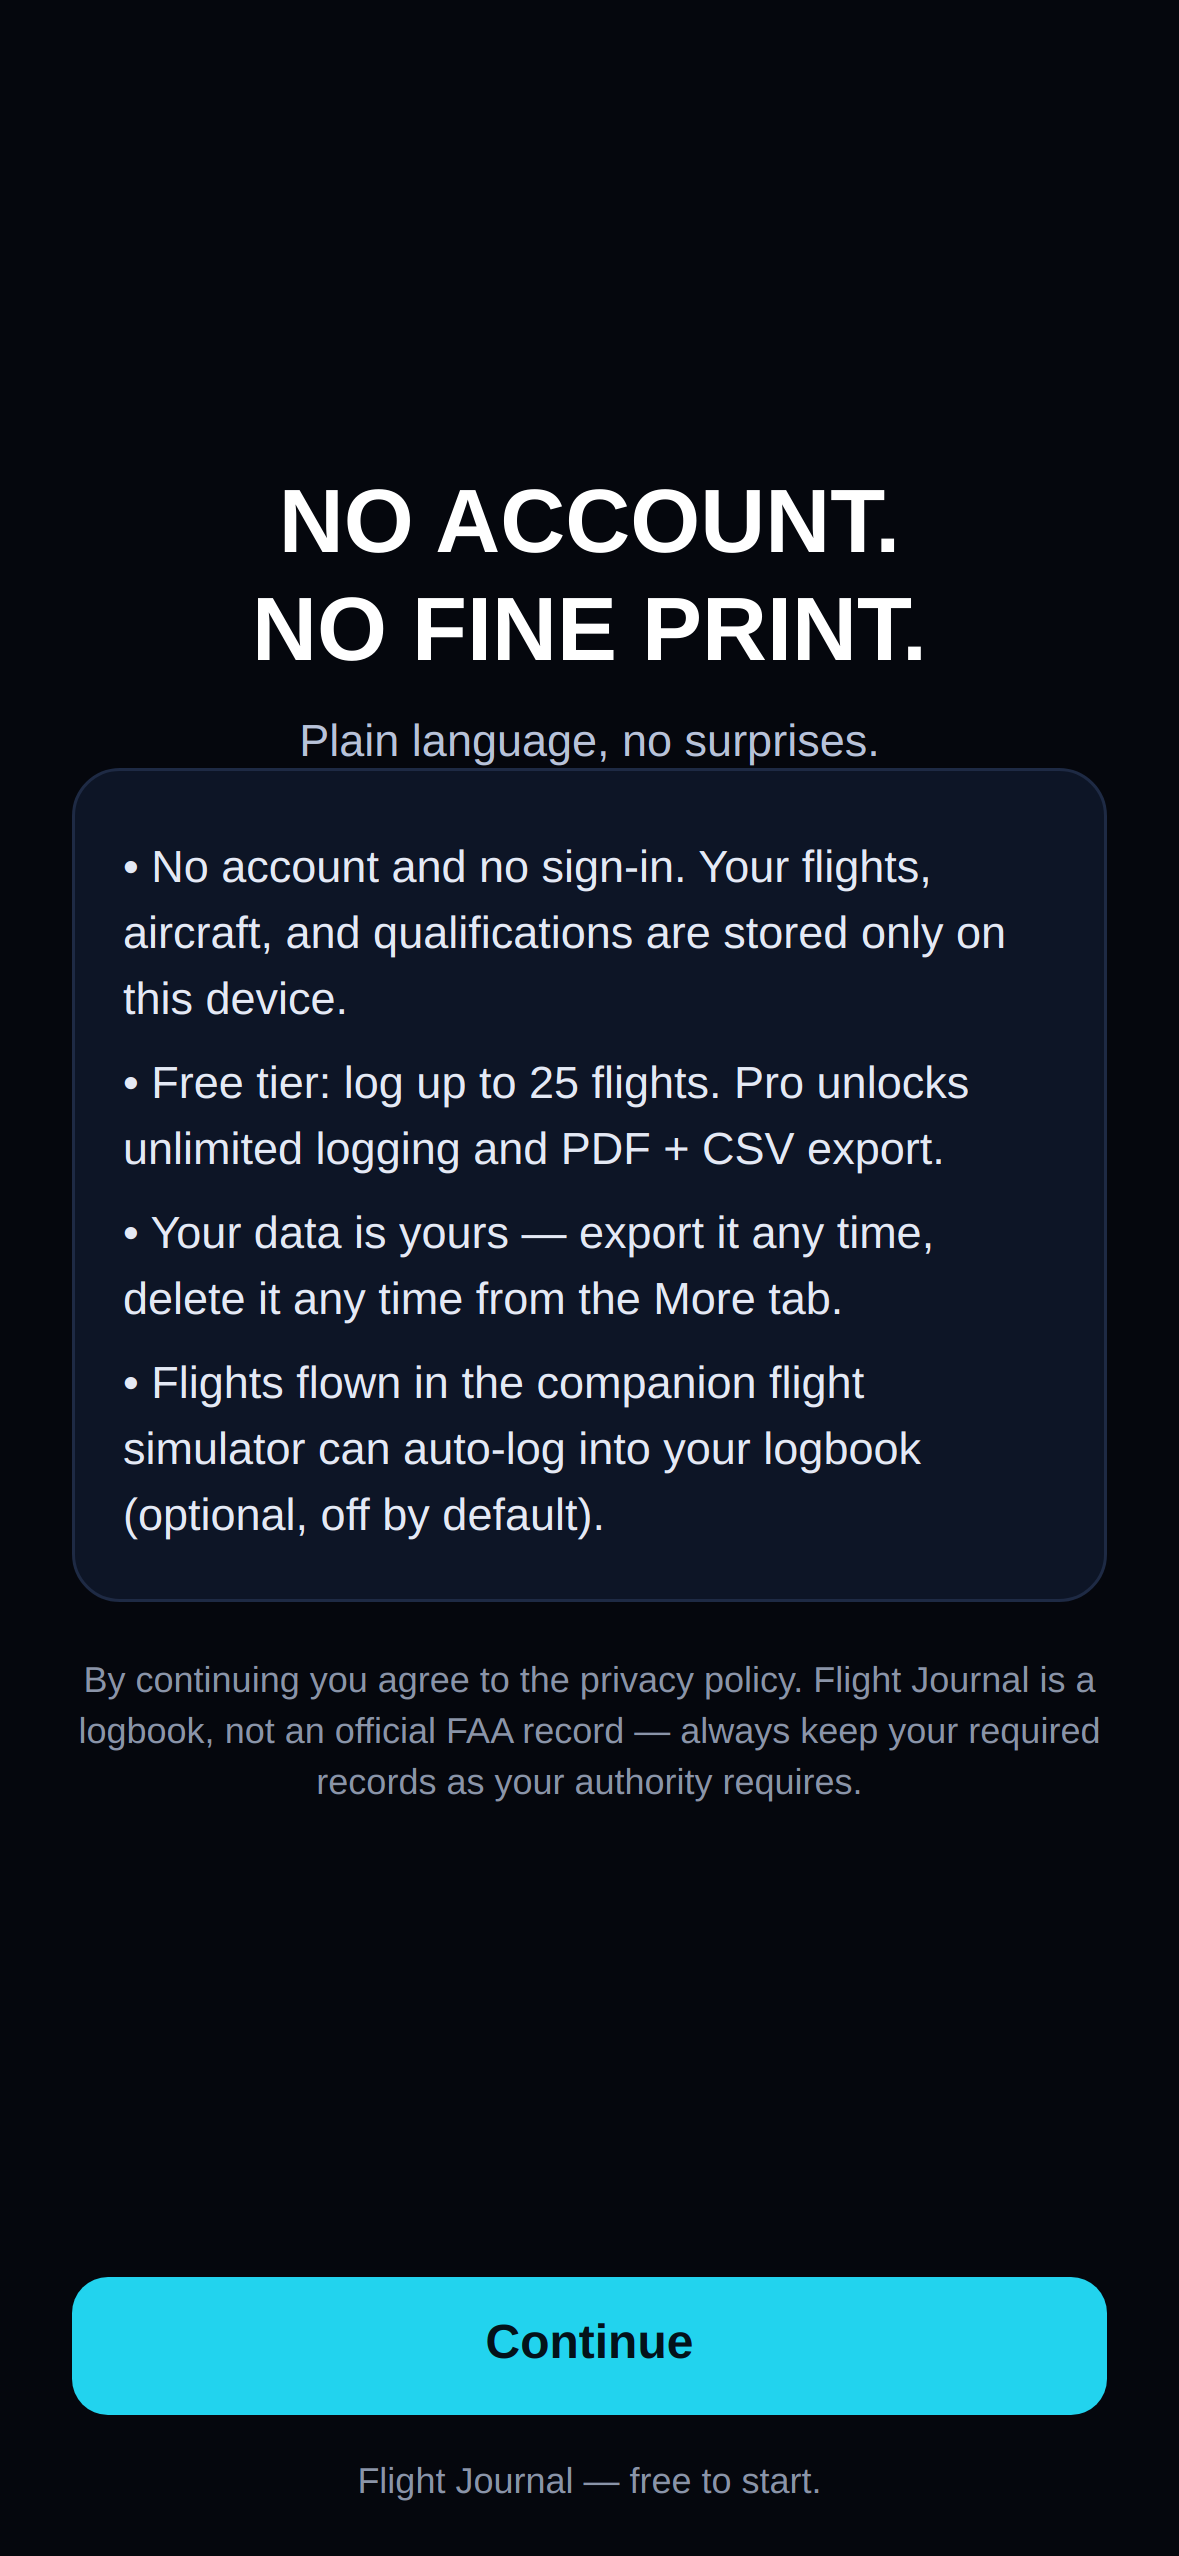 NO ACCOUNT.
NO FINE PRINT.
Plain language, no surprises.
• No account and no sign-in. Your flights,
aircraft, and qualifications are stored only on
this device.
• Free tier: log up to 25 flights. Pro unlocks
unlimited logging and PDF + CSV export.
• Your data is yours — export it any time,
delete it any time from the More tab.
• Flights flown in the companion flight
simulator can auto-log into your logbook
(optional, off by default).
By continuing you agree to the privacy policy. Flight Journal is a
logbook, not an official FAA record — always keep your required
records as your authority requires.
Continue
Flight Journal — free to start.